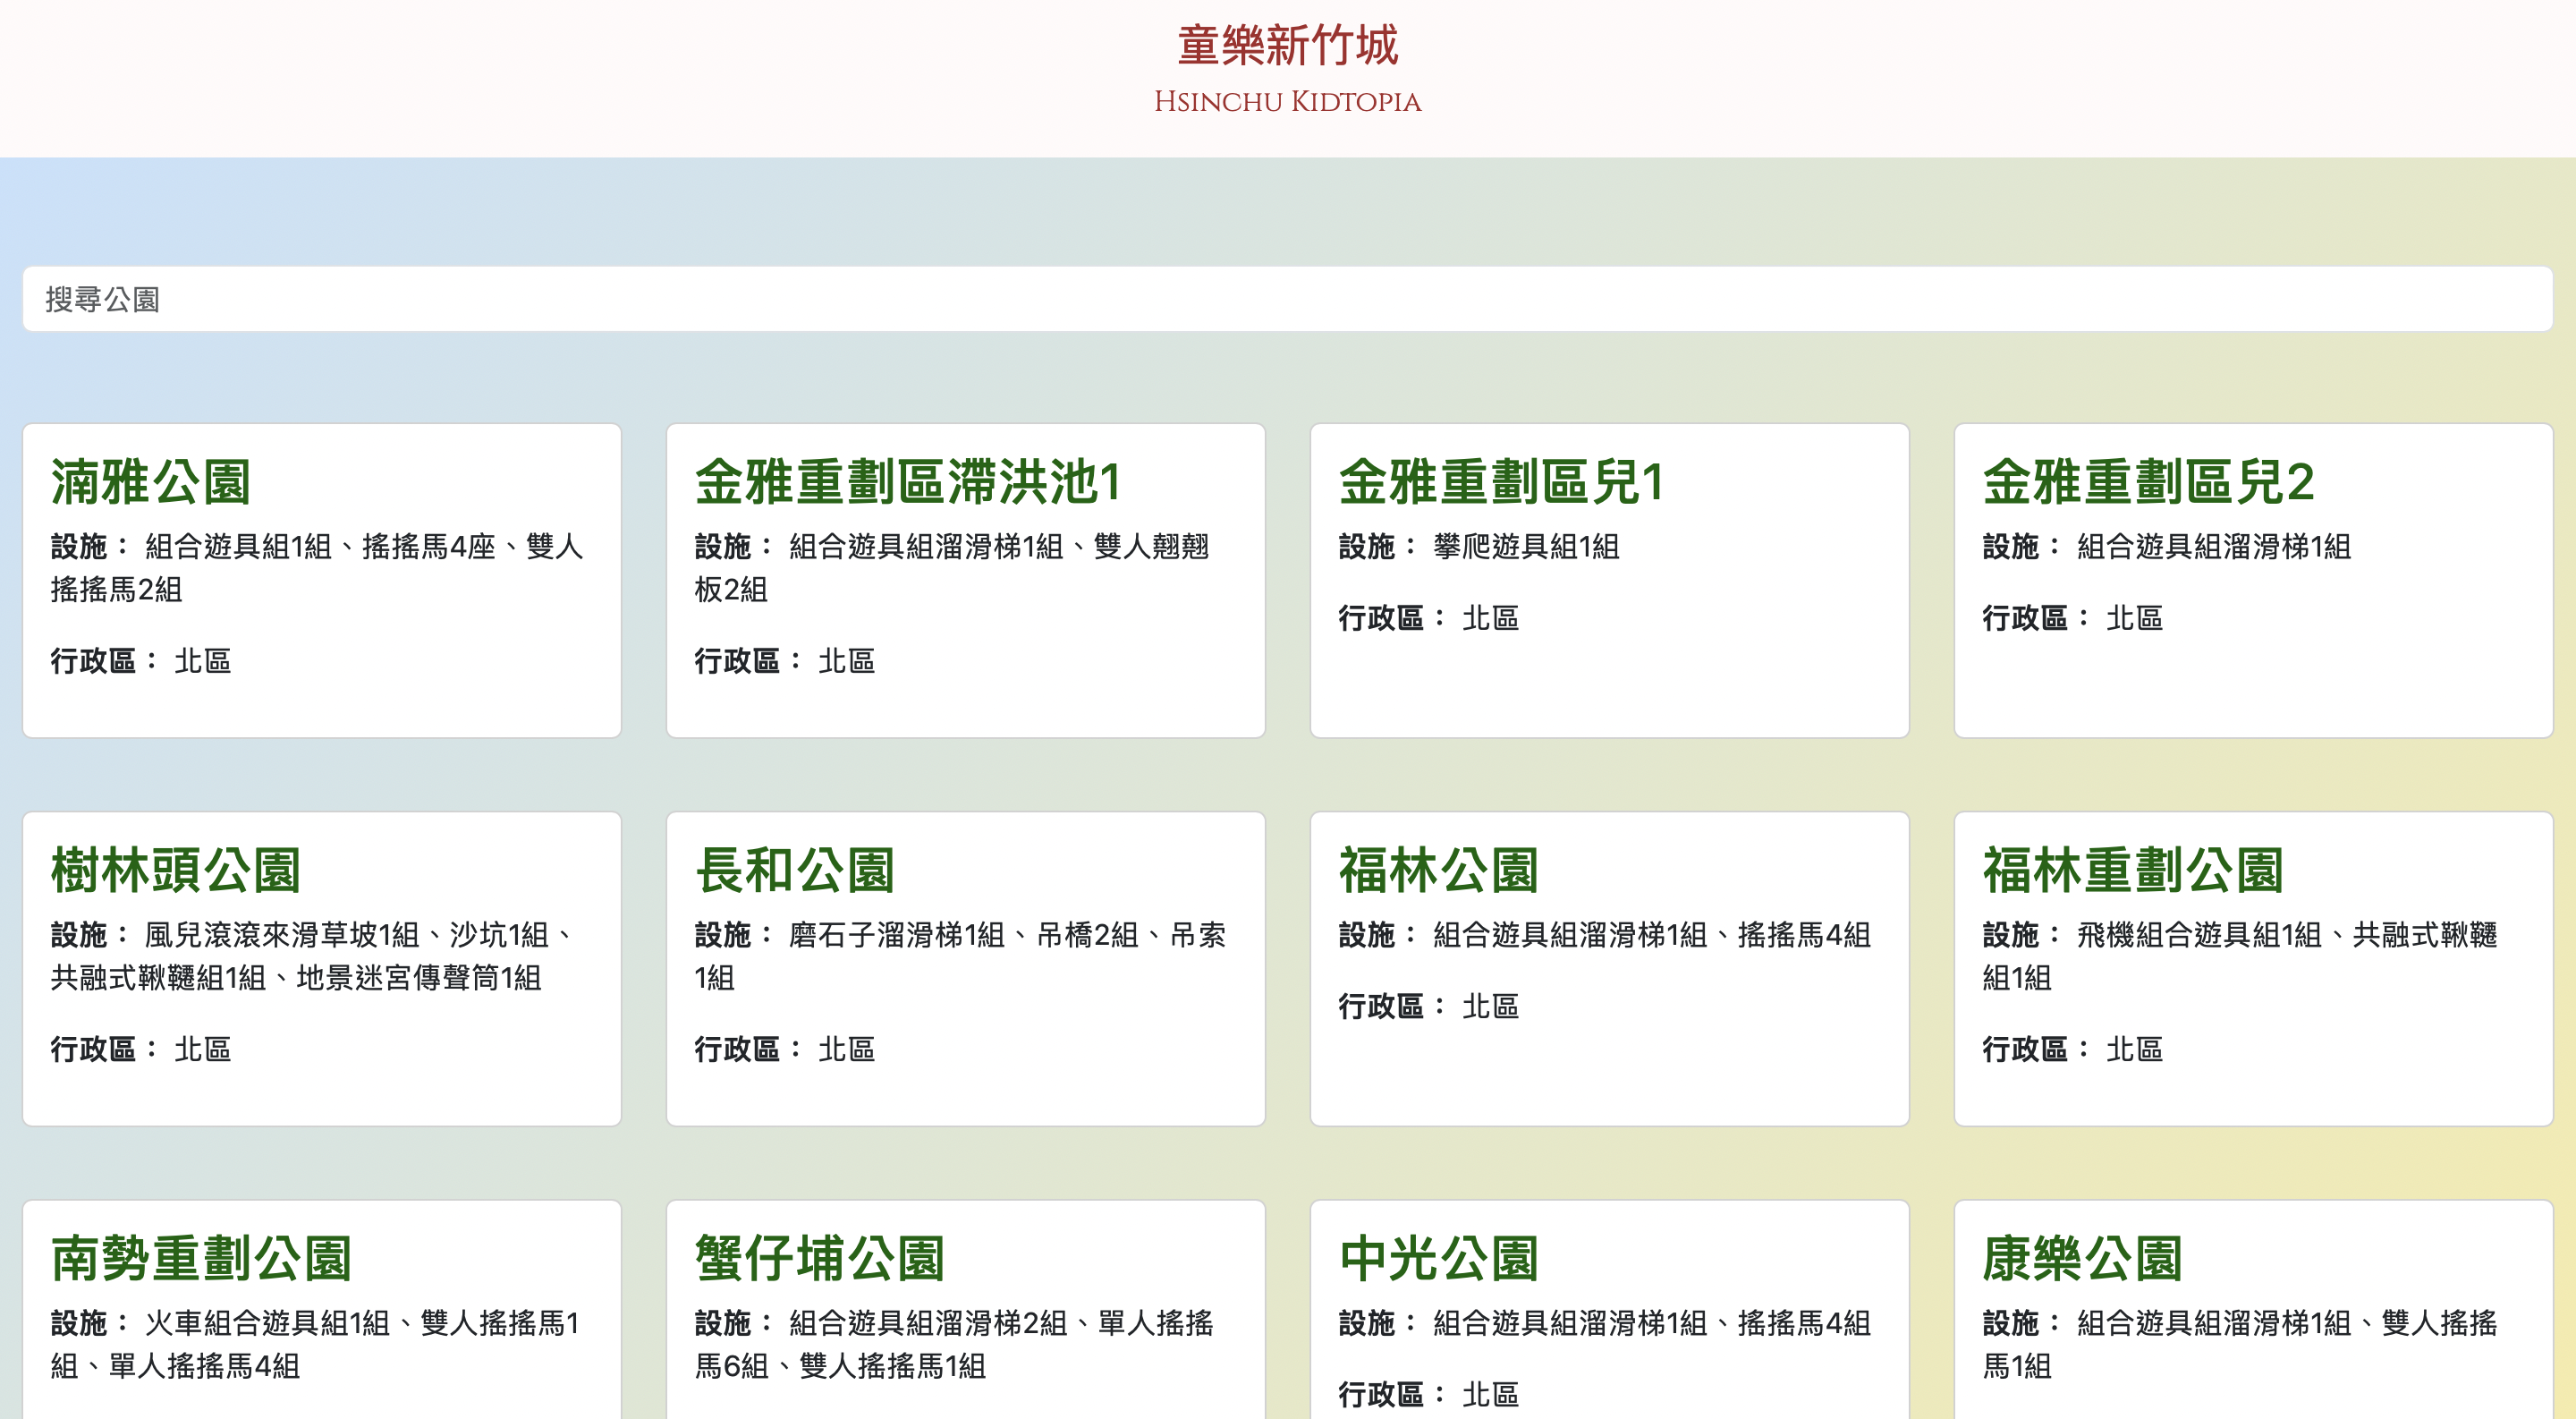 童樂新竹城
Hsinchu Kidtopia
搜尋公園
湳雅公園
設施： 組合遊具組1組、搖搖馬4座、雙人
搖搖馬2組
行政區： 北區
金雅重劃區滯洪池1
設施： 組合遊具組溜滑梯1組、雙人翹翹
板2組
行政區： 北區
金雅重劃區兒1
設施： 攀爬遊具組1組
行政區： 北區
金雅重劃區兒2
設施： 組合遊具組溜滑梯1組
行政區： 北區
樹林頭公園
設施： 風兒滾滾來滑草坡1組、沙坑1組、
共融式鞦韆組1組、地景迷宮傳聲筒1組
行政區： 北區
長和公園
設施： 磨石子溜滑梯1組、吊橋2組、吊索
1組
行政區： 北區
福林公園
設施： 組合遊具組溜滑梯1組、搖搖馬4組
行政區： 北區
福林重劃公園
設施： 飛機組合遊具組1組、共融式鞦韆
組1組
行政區： 北區
南勢重劃公園
設施： 火車組合遊具組1組、雙人搖搖馬1
組、單人搖搖馬4組
蟹仔埔公園
設施： 組合遊具組溜滑梯2組、單人搖搖
馬6組、雙人搖搖馬1組
中光公園
設施： 組合遊具組溜滑梯1組、搖搖馬4組
行政區： 北區
康樂公園
設施： 組合遊具組溜滑梯1組、雙人搖搖
馬1組